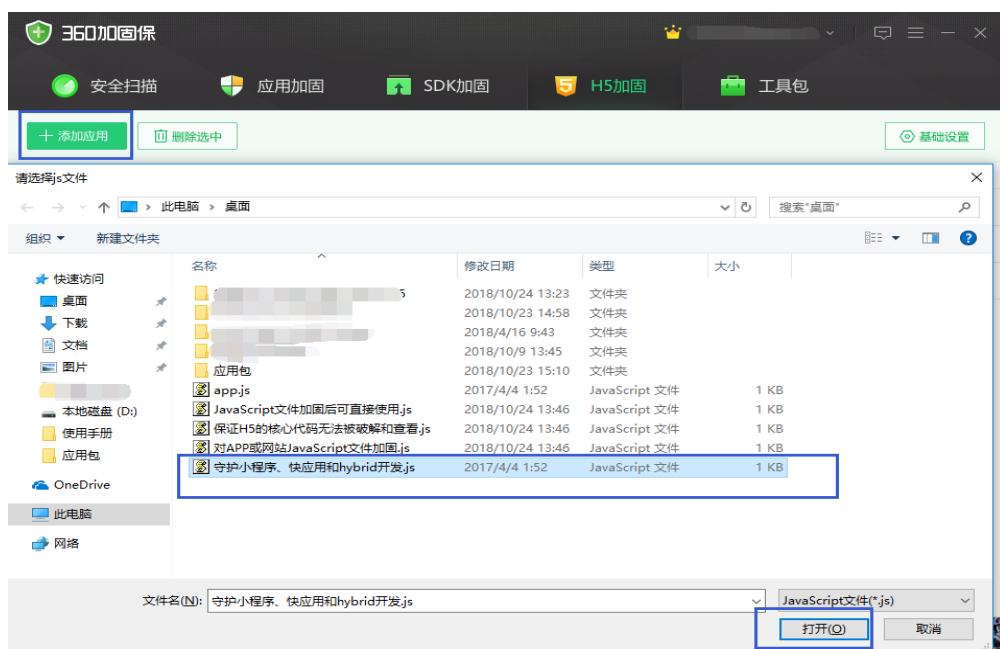 360加固保
安全扫描 应用加固 SDK加固 H5加固 工具包
添加应用 删除选中 基础设置
请选择js文件
此电脑 › 桌面 搜索"桌面"
组织 新建文件夹
名称 修改日期 类型 大小
快速访问
桌面
下载
文档
图片
本地磁盘 (D:)
使用手册
应用包
OneDrive
此电脑
网络
5 2018/10/24 13:23 文件夹
2018/10/23 14:58 文件夹
2018/4/16 9:43 文件夹
2018/10/9 13:45 文件夹
应用包 2018/10/23 15:10 文件夹
app.js 2017/4/4 1:52 JavaScript 文件 1 KB
JavaScript文件加固后可直接使用.js 2018/10/24 13:46 JavaScript 文件 1 KB
保证H5的核心代码无法被破解和查看.js 2018/10/24 13:46 JavaScript 文件 1 KB
对APP或网站JavaScript文件加固.js 2018/10/24 13:46 JavaScript 文件 1 KB
守护小程序、快应用和hybrid开发.js 2017/4/4 1:52 JavaScript 文件 1 KB
文件名(N): 守护小程序、快应用和hybrid开发.js JavaScript文件(*.js)
打开(O) 取消